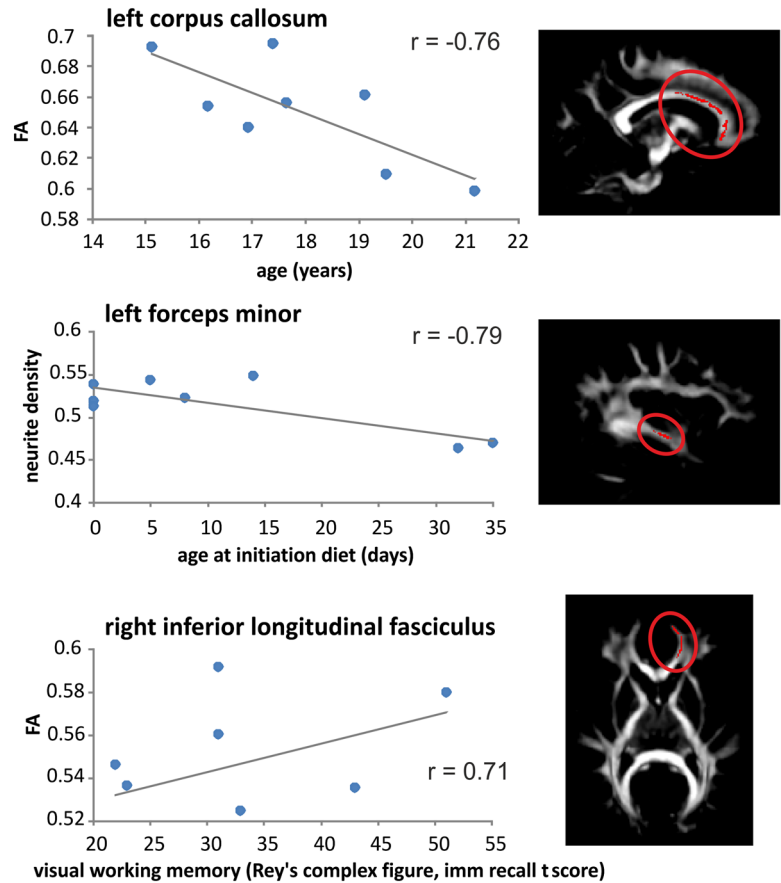 left corpus callosum
r = -0.76
FA
0.7
0.68
0.66
0.64
0.62
0.6
0.58
14 15 16 17 18 19 20 21 22
age (years)
left forceps minor
r = -0.79
neurite density
0.6
0.55
0.5
0.45
0.4
0 5 10 15 20 25 30 35
age at initiation diet (days)
right inferior longitudinal fasciculus
FA
0.6
0.58
0.56
0.54
0.52
r = 0.71
20 25 30 35 40 45 50 55
visual working memory (Rey's complex figure, imm recall t score)